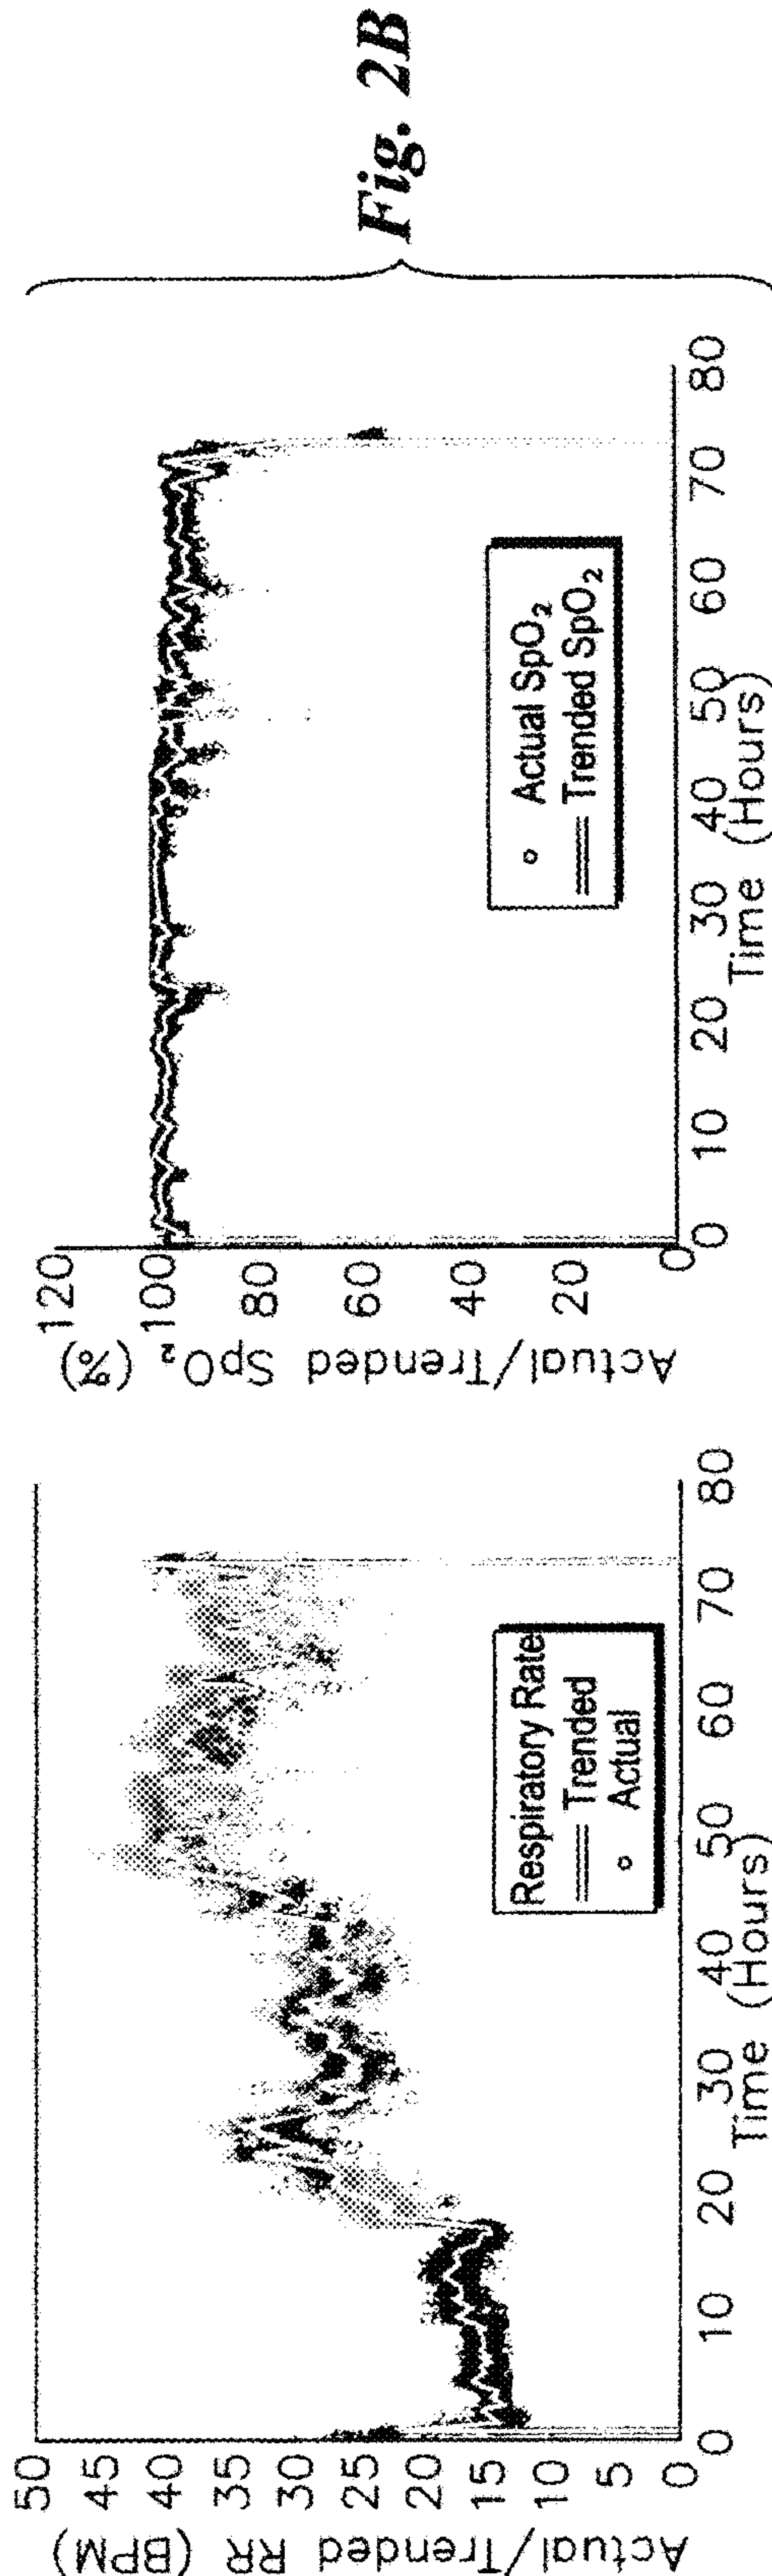 Fig. 2B
Actual/Trended RR (BPM)
50
45
40
35
30
25
20
15
10
5
0
0 10 20 30 40 50 60 70 80
Time (Hours)
Respiratory Rate
Trended
Actual
Actual/Trended SpO₂ (%)
120
100
80
60
40
20
0
0 10 20 30 40 50 60 70 80
Time (Hours)
Actual SpO₂
Trended SpO₂